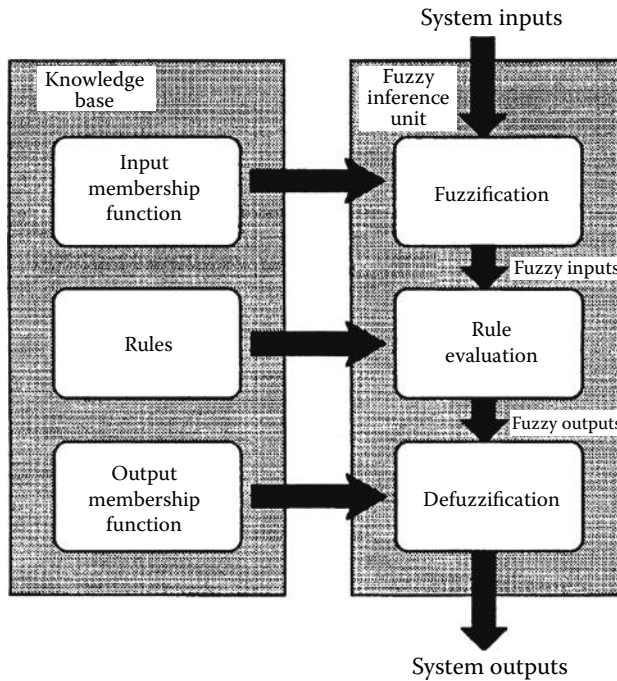 System inputs
Knowledge
base
Fuzzy
inference
unit
Input
membership
function
Fuzzification
Fuzzy inputs
Rules
Rule
evaluation
Fuzzy outputs
Output
membership
function
Defuzzification
System outputs